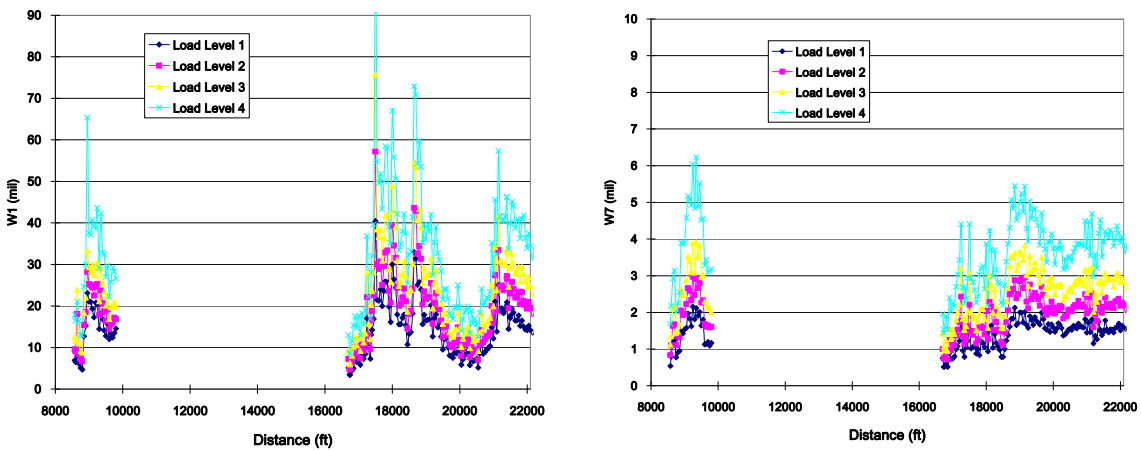 90
80
70
60
50
40
30
20
10
0
W1 (mil)
Load Level 1
Load Level 2
Load Level 3
Load Level 4
8000 10000 12000 14000 16000 18000 20000 22000
Distance (ft)
10
9
8
7
6
5
4
3
2
1
0
W7 (mil)
Load Level 1
Load Level 2
Load Level 3
Load Level 4
8000 10000 12000 14000 16000 18000 20000 22000
Distance (ft)